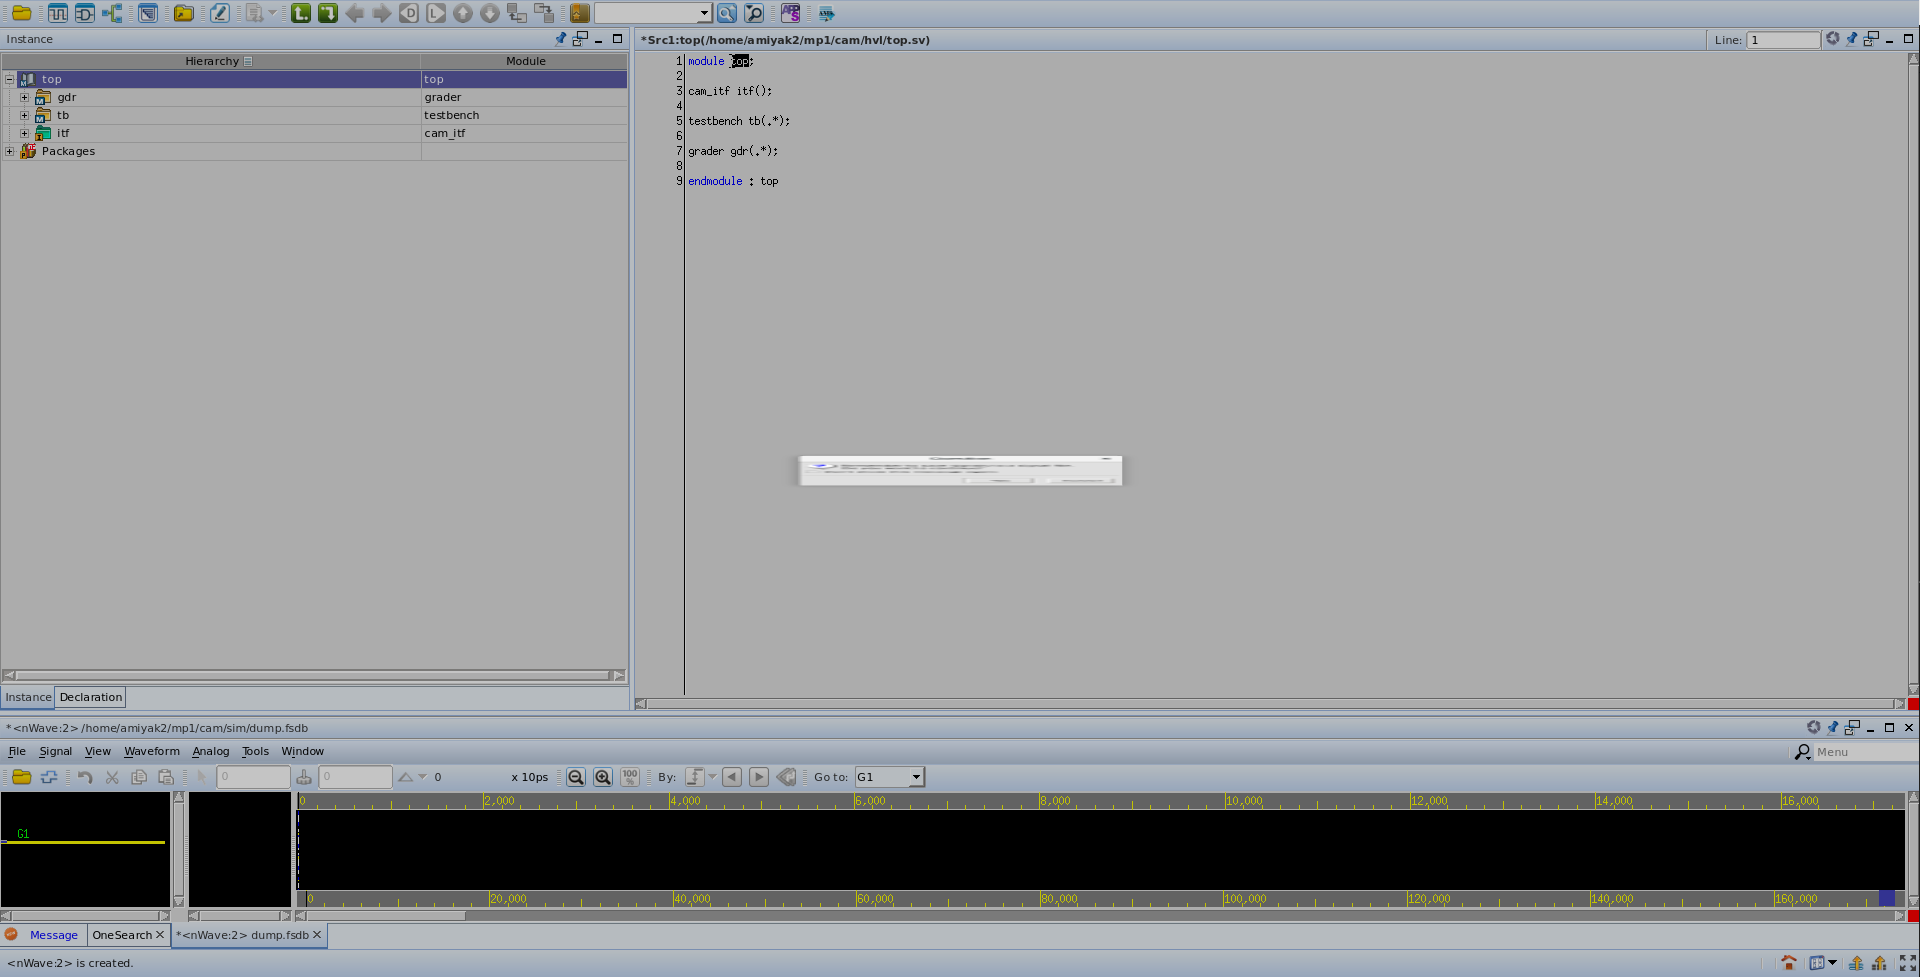 Instance
Hierarchy Module
top top
gdr grader
tb testbench
itf cam_itf
Packages
Instance Declaration
*Src1:top(/home/amiyak2/mp1/cam/hvl/top.sv) Line: 1
1 module top;
2
3 cam_itf itf();
4
5 testbench tb(.*);
6
7 grader gdr(.*);
8
9 endmodule : top
*<nWave:2> /home/amiyak2/mp1/cam/sim/dump.fsdb
File Signal View Waveform Analog Tools Window Menu
0 0 0 x 10ps 100 % By: Go to: G1
0 2,000 4,000 6,000 8,000 10,000 12,000 14,000 16,000
G1
0 20,000 40,000 60,000 80,000 100,000 120,000 140,000 160,000
Message OneSearch *<nWave:2> dump.fsdb
<nWave:2> is created.